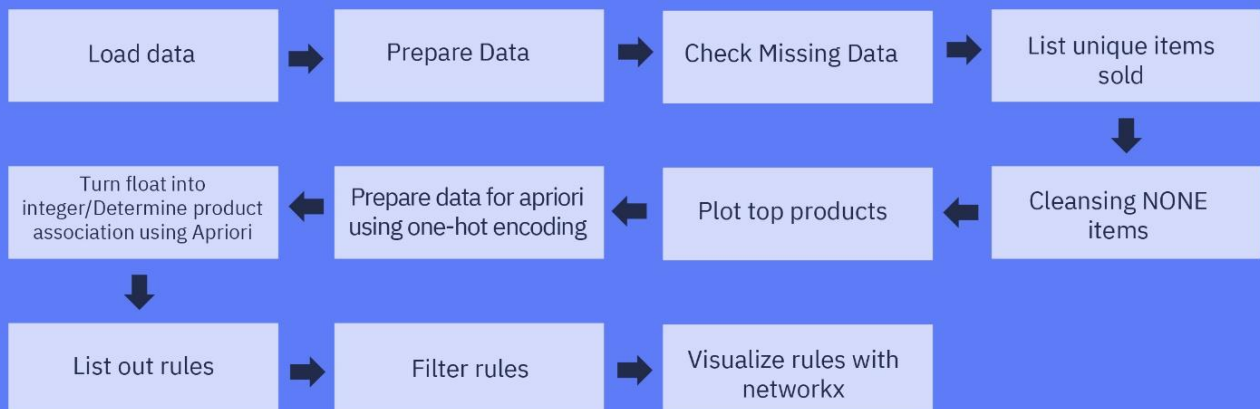 Load data
Prepare Data
Check Missing Data
List unique items
sold
Cleansing NONE
items
Plot top products
Prepare data for apriori
using one-hot encoding
Turn float into
integer/Determine product
association using Apriori
List out rules
Filter rules
Visualize rules with
networkx